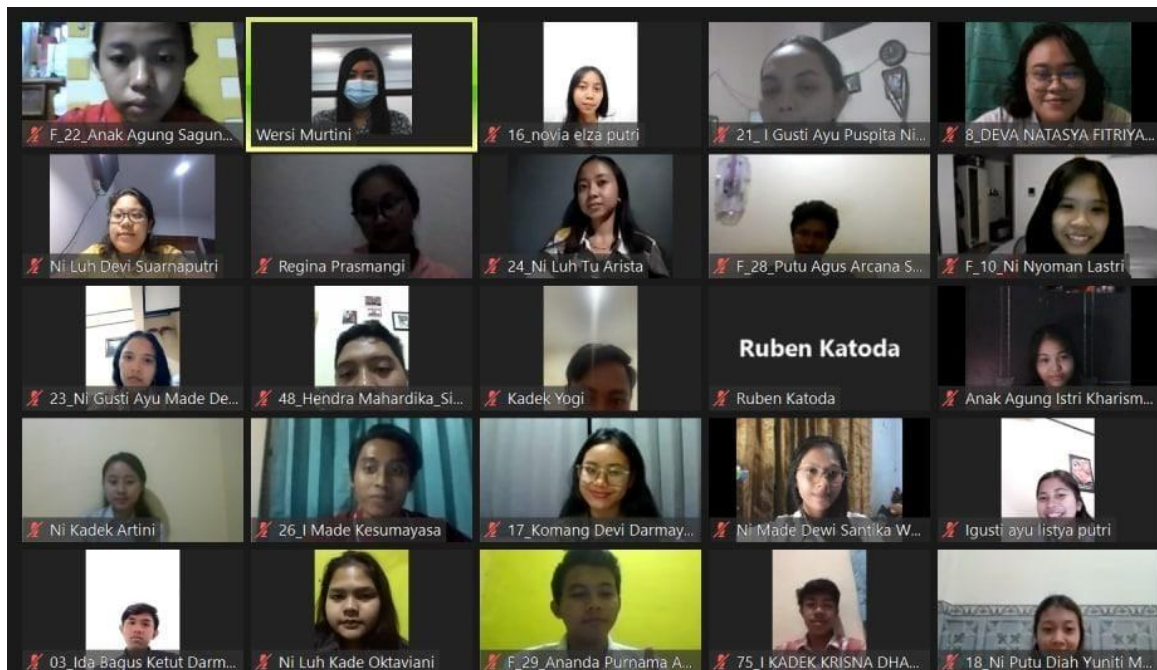 F_22_Anak Agung Sagun...
Wersi Murtini
16_novia elza putri
21_I Gusti Ayu Puspita Ni...
8_DEVA NATASYA FITRIYA...
Ni Luh Devi Suarnaputri
Regina Prasmangi
24_Ni Luh Tu Arista
F_28_Putu Agus Arcana S...
F_10_Ni Nyoman Lastri
23_Ni Gusti Ayu Made De...
48_Hendra Mahardika_Si...
Kadek Yogi
Ruben Katoda
Ruben Katoda
Anak Agung Istri Kharism...
Ni Kadek Artini
26_I Made Kesumayasa
17_Komang Devi Darmay...
Ni Made Dewi Santika W...
Igusti ayu listya putri
03_Ida Bagus Ketut Darm...
Ni Luh Kade Oktaviani
F_29_Ananda Purnama A...
75_I KADEK KRISNA DHA...
18_Ni Putu Dian Yuniti M...